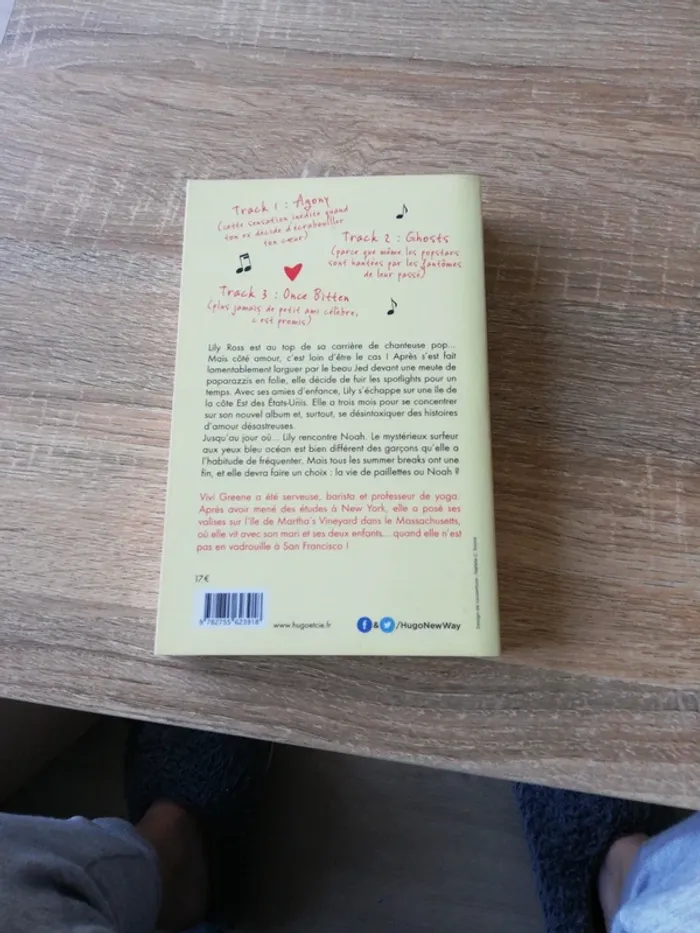 Track 1 : Agony
(cette sensation inédite quand
ton ex décide d'écrabouiller
ton cœur)
Track 2 : Ghosts
(parce que même les popstars
sont hantées par les fantômes
de leur passé)
Track 3 : Once Bitten
(plus jamais de petit ami célèbre,
c'est promis)
Lily Ross est au top de sa carrière de chanteuse pop...
Mais côté amour, c'est loin d'être le cas ! Après s'est fait
lamentablement larguer par le beau Jed devant une meute de
paparazzis en folie, elle décide de fuir les spotlights pour un
temps. Avec ses amies d'enfance, Lily s'échappe sur une île de
la côte Est des États-Unis. Elle a trois mois pour se concentrer
sur son nouvel album et, surtout, se désintoxiquer des histoires
d'amour désastreuses.
Jusqu'au jour où... Lily rencontre Noah. Le mystérieux surfeur
aux yeux bleu océan est bien différent des garçons qu'elle a
l'habitude de fréquenter. Mais tous les summer breaks ont une
fin, et elle devra faire un choix : la vie de paillettes ou Noah ?
Vivi Greene a été serveuse, barista et professeur de yoga.
Après avoir mené des études à New York, elle a posé ses
valises sur l'île de Martha's Vineyard dans le Massachusetts,
où elle vit avec son mari et ses deux enfants... quand elle n'est
pas en vadrouille à San Francisco !
17 €
9 782755 623918
www.hugoetcie.fr
f & /HugoNewWay
Design de couverture :